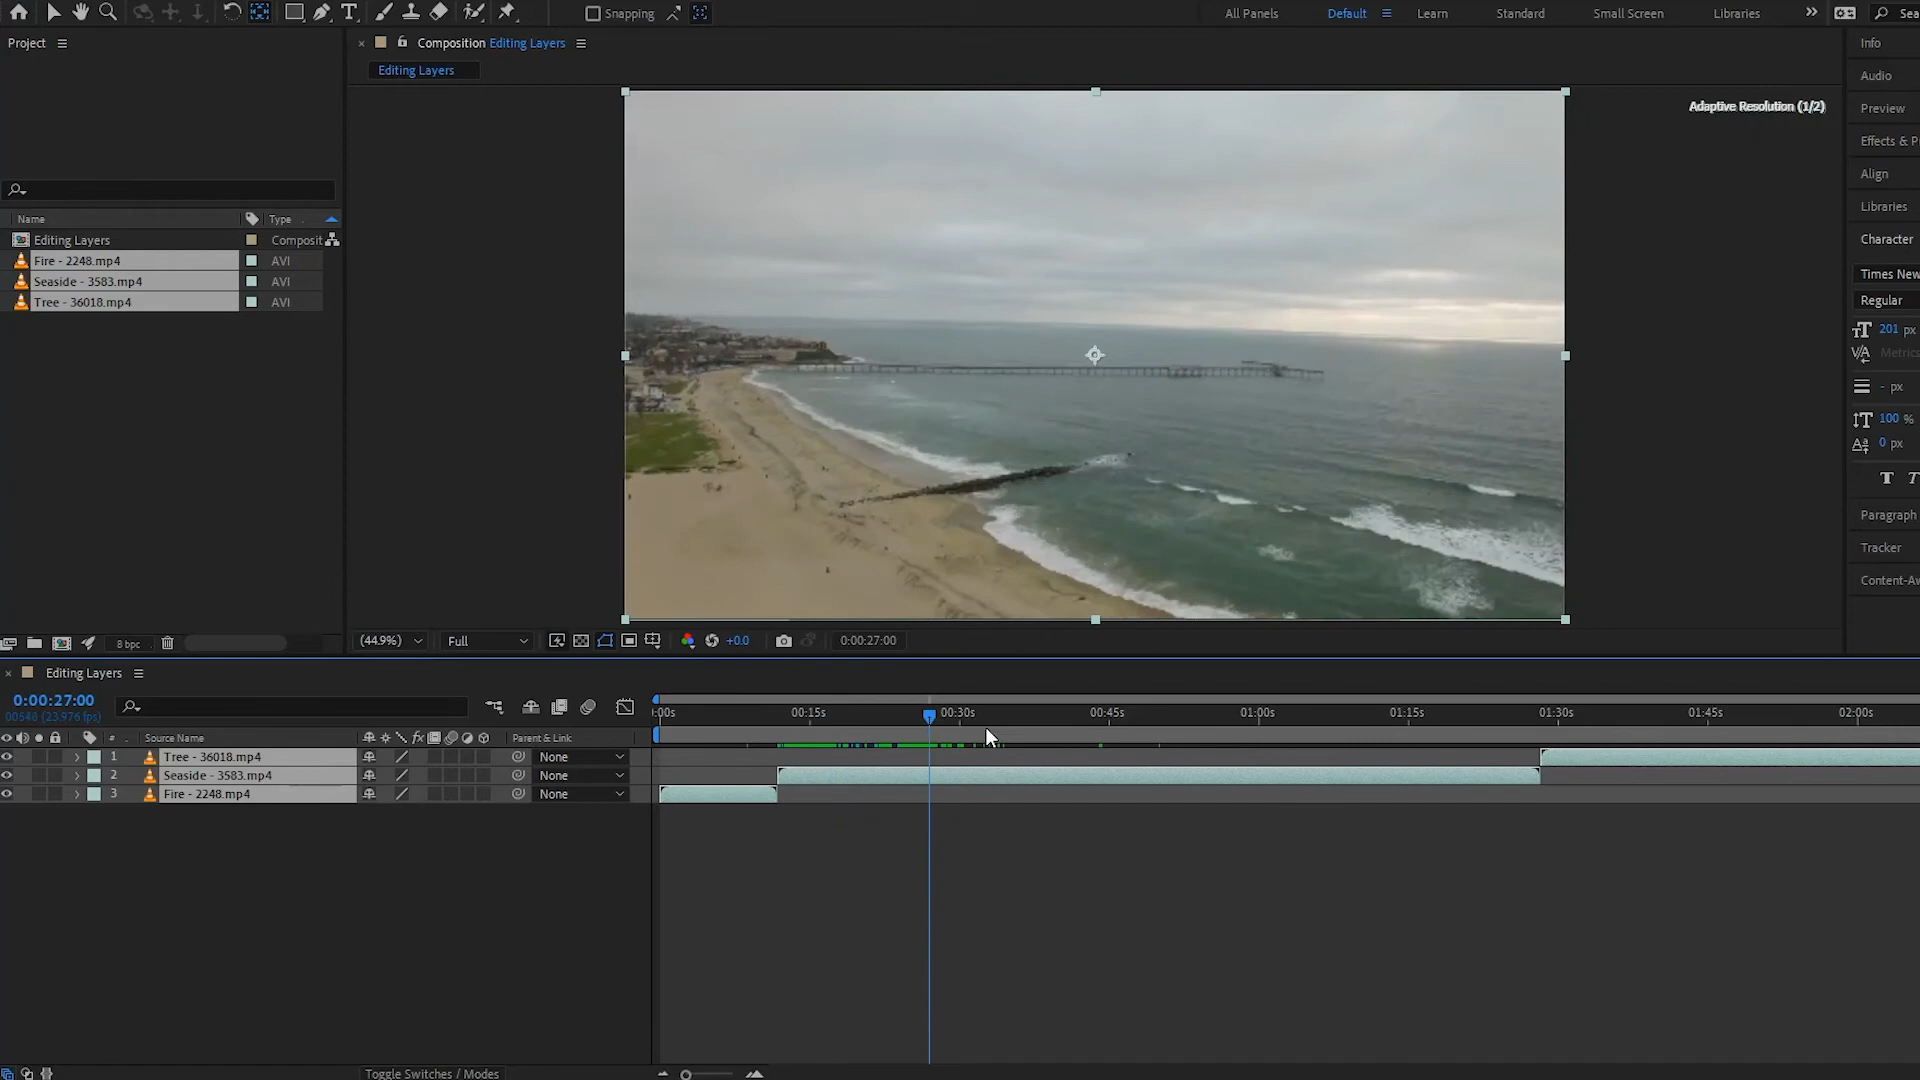 Snapping
All Panels
Default
Learn
Standard
Small Screen
Libraries
Project
Composition Editing Layers
Info
Editing Layers
Audio
Adaptive Resolution (1/2)
Preview
Effects & P
Align
Libraries
Name
Type
Editing Layers
Composit
Character
Fire - 2248.mp4
AVI
Seaside - 3583.mp4
AVI
Times New
Tree - 36018.mp4
AVI
Regular
201 px
Metrics
- px
100 %
0 px
T
Paragraph
Tracker
Content-Aw
8 bpc
(44.9%)
Full
+0.0
0:00:27:00
Editing Layers
0:00:27:00
00648 (23.976 fps)
:00s
00:15s
00:30s
00:45s
01:00s
01:15s
01:30s
01:45s
02:00s
#
Source Name
fx
Parent & Link
1
Tree - 36018.mp4
None
2
Seaside - 3583.mp4
None
3
Fire - 2248.mp4
None
Toggle Switches / Modes